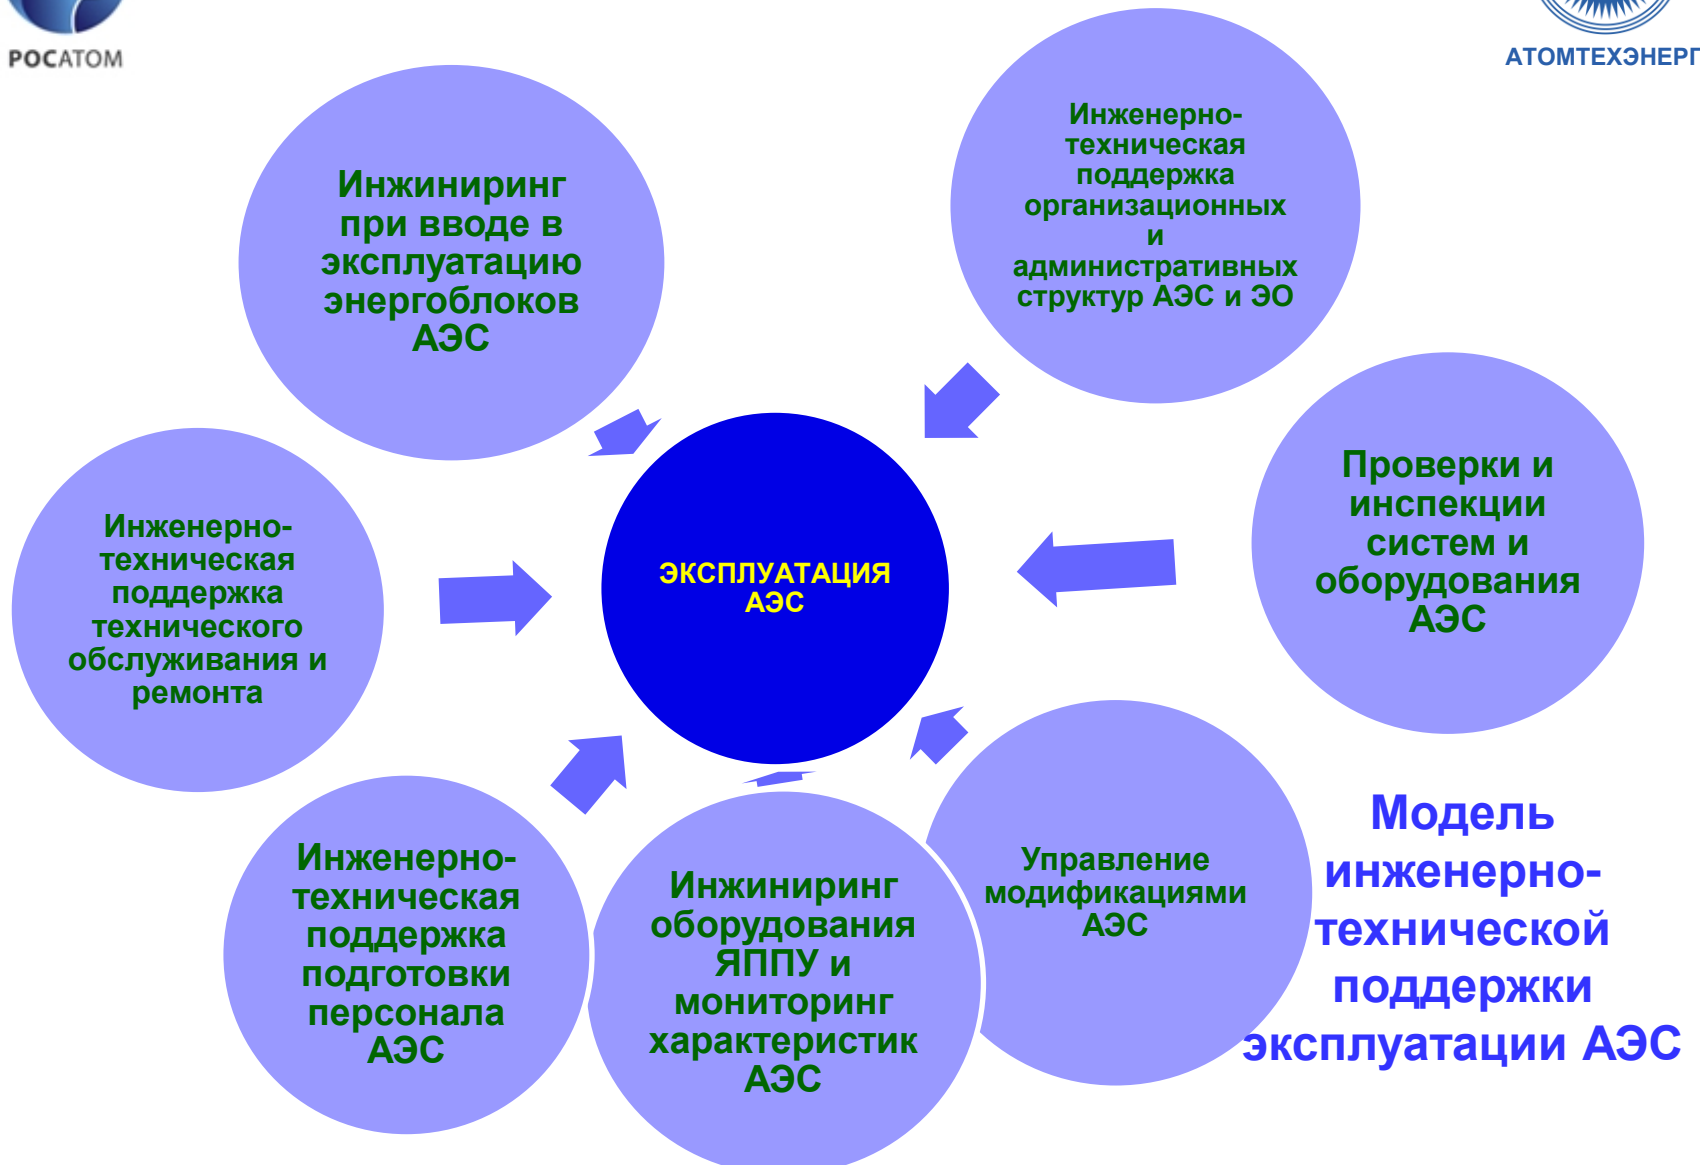 РОСАТОМ
АТОМТЕХЭНЕРГ
Инжиниринг
при вводе в
эксплуатацию
энергоблоков
АЭС
Инженерно-
техническая
поддержка
организационных
и
административных
структур АЭС и ЭО
Проверки и
инспекции
систем и
оборудования
АЭС
ЭКСПЛУАТАЦИЯ
АЭС
Инженерно-
техническая
поддержка
технического
обслуживания и
ремонта
Инженерно-
техническая
поддержка
подготовки
персонала
АЭС
Инжиниринг
оборудования
ЯППУ и
мониторинг
характеристик
АЭС
Управление
модификациями
АЭС
Модель
инженерно-
технической
поддержки
эксплуатации АЭС